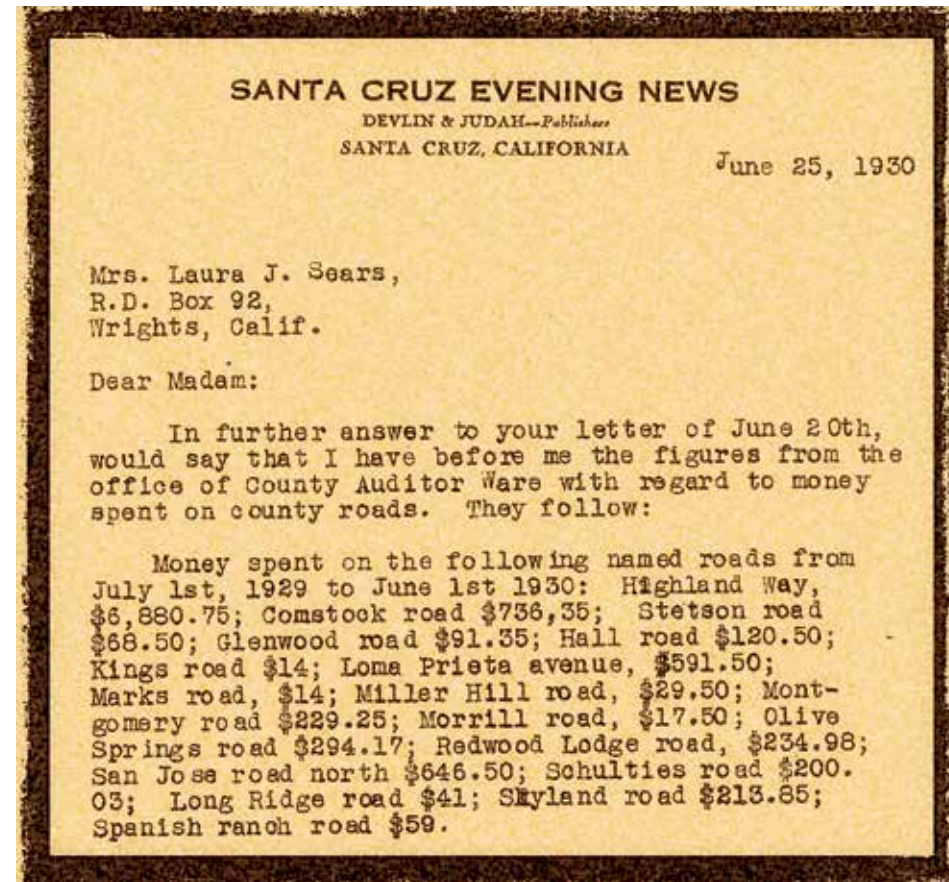 SANTA CRUZ EVENING NEWS
DEVLIN & JUDAH—Publishers
SANTA CRUZ, CALIFORNIA
June 25, 1930
Mrs. Laura J. Sears,
R.D. Box 92,
Wrights, Calif.
Dear Madam:
In further answer to your letter of June 20th,
would say that I have before me the figures from the
office of County Auditor Ware with regard to money
spent on county roads. They follow:
Money spent on the following named roads from
July 1st, 1929 to June 1st 1930: Highland Way,
$6,880.75; Comstock road $736,35; Stetson road
$68.50; Glenwood road $91.35; Hall road $120.50;
Kings road $14; Loma Prieta avenue, $591.50;
Marks road, $14; Miller Hill road, $29.50; Mont-
gomery road $229.25; Morrill road, $17.50; Olive
Springs road $294.17; Redwood Lodge road, $234.98;
San Jose road north $646.50; Schulties road $200.
03; Long Ridge road $41; Skyland road $213.85;
Spanish ranch road $59.